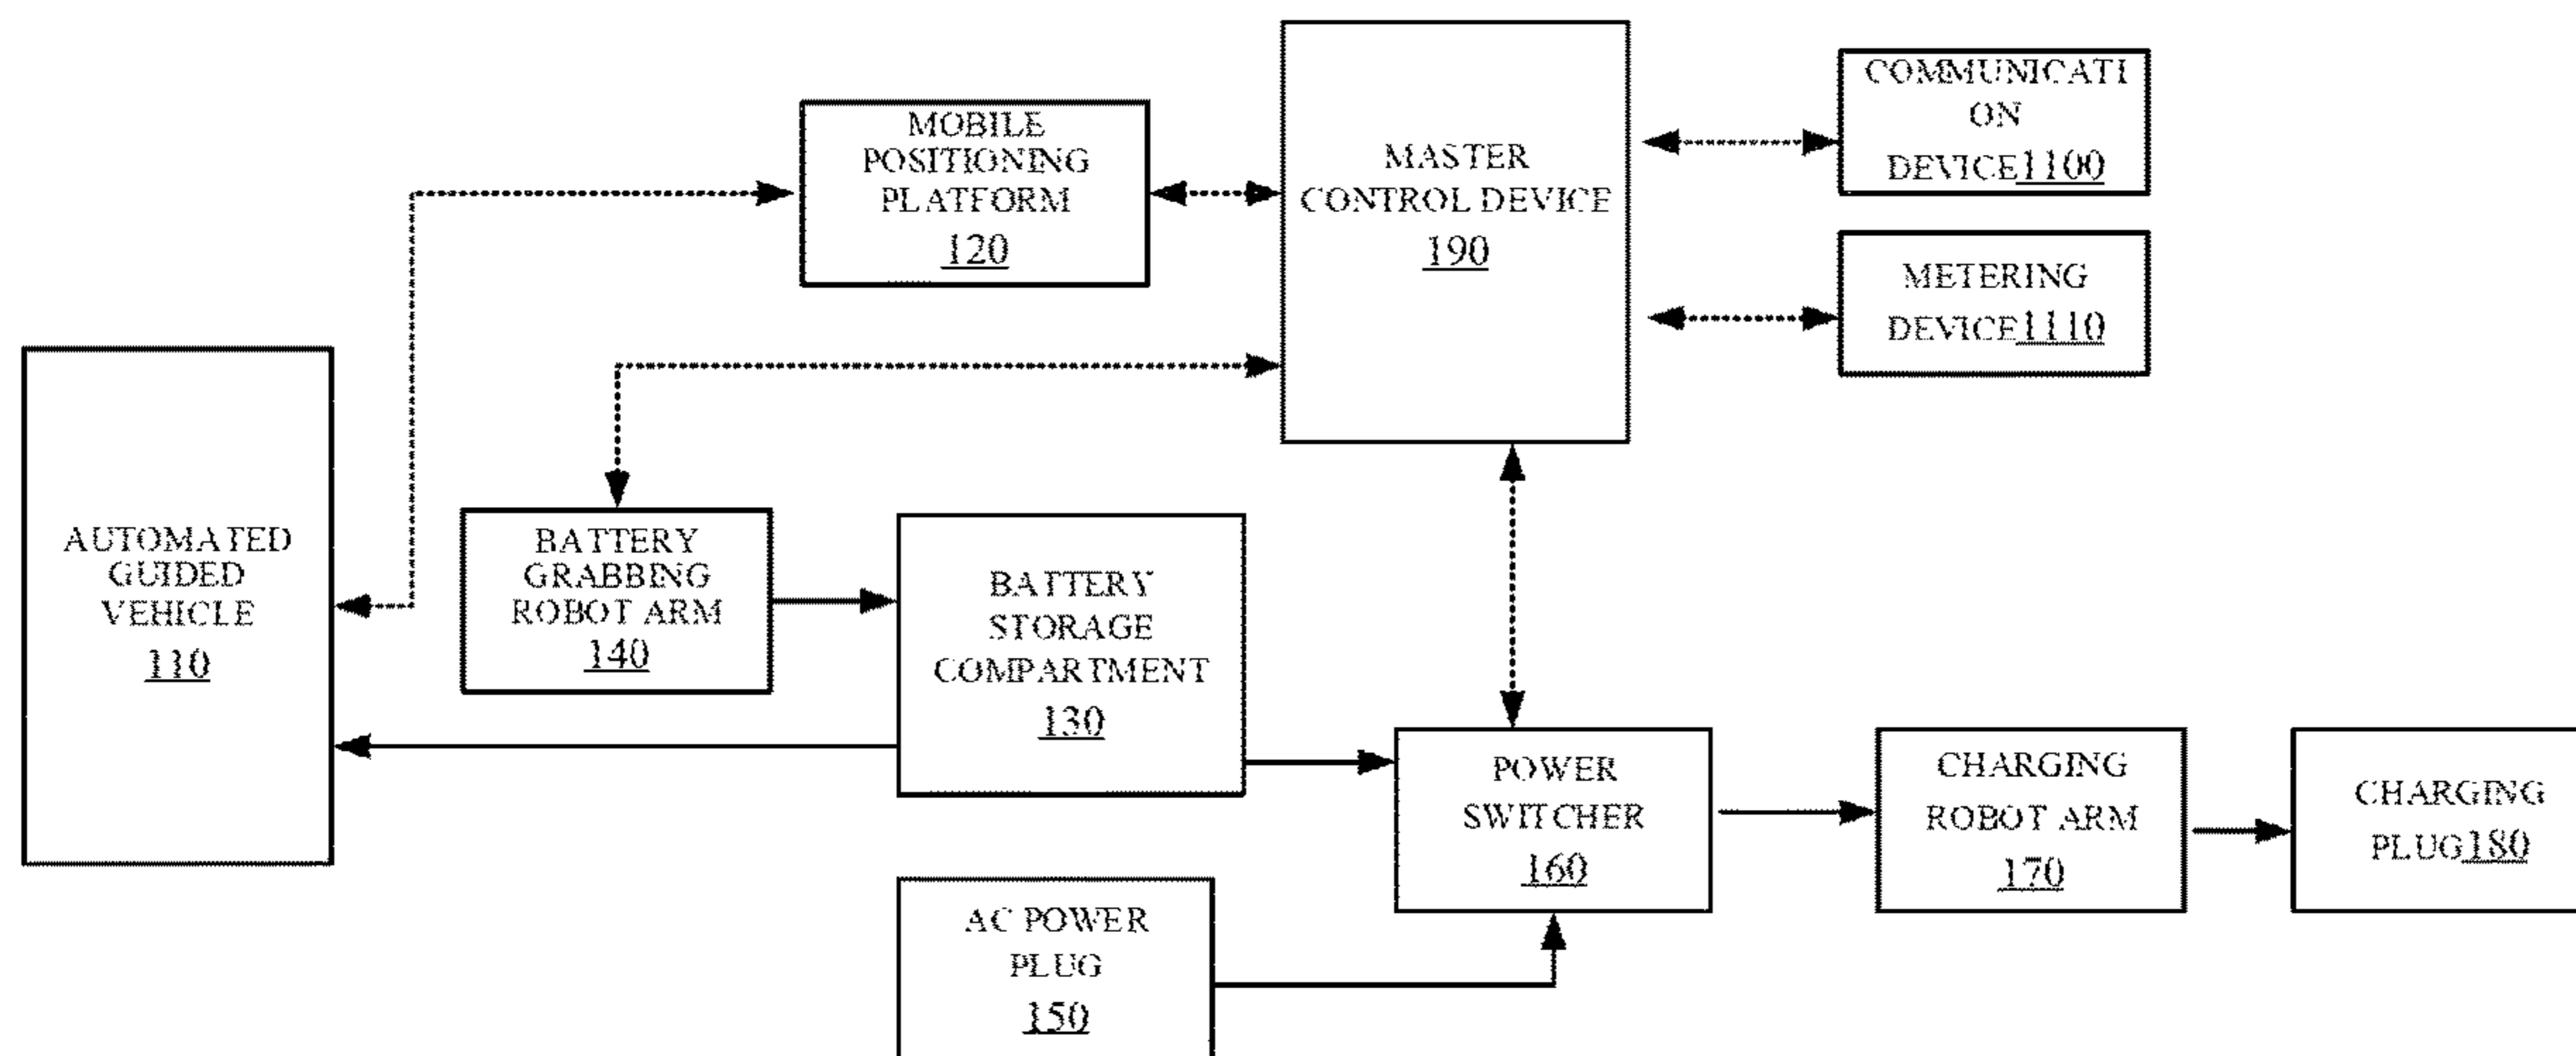 COMMUNICATI
ON
DEVICE1100
MOBILE
POSITIONING
PLATFORM
120
MASTER
CONTROL DEVICE
190
METERING
DEVICE1110
AUTOMATED
GUIDED
VEHICLE
110
BATTERY
GRABBING
ROBOT ARM
140
BATTERY
STORAGE
COMPARTMENT
130
POWER
SWITCHER
160
CHARGING
ROBOT ARM
170
CHARGING
PLUG180
AC POWER
PLUG
150